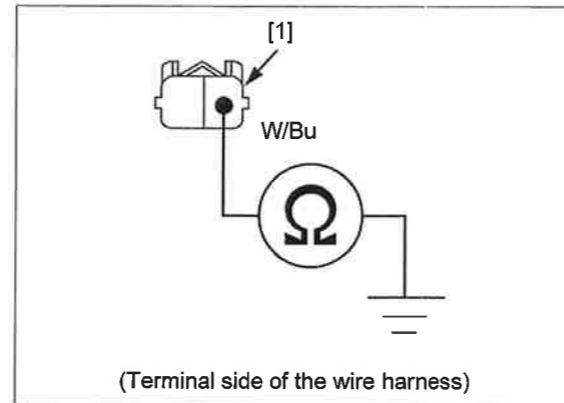 [1]
W/Bu
Ω
(Terminal side of the wire harness)